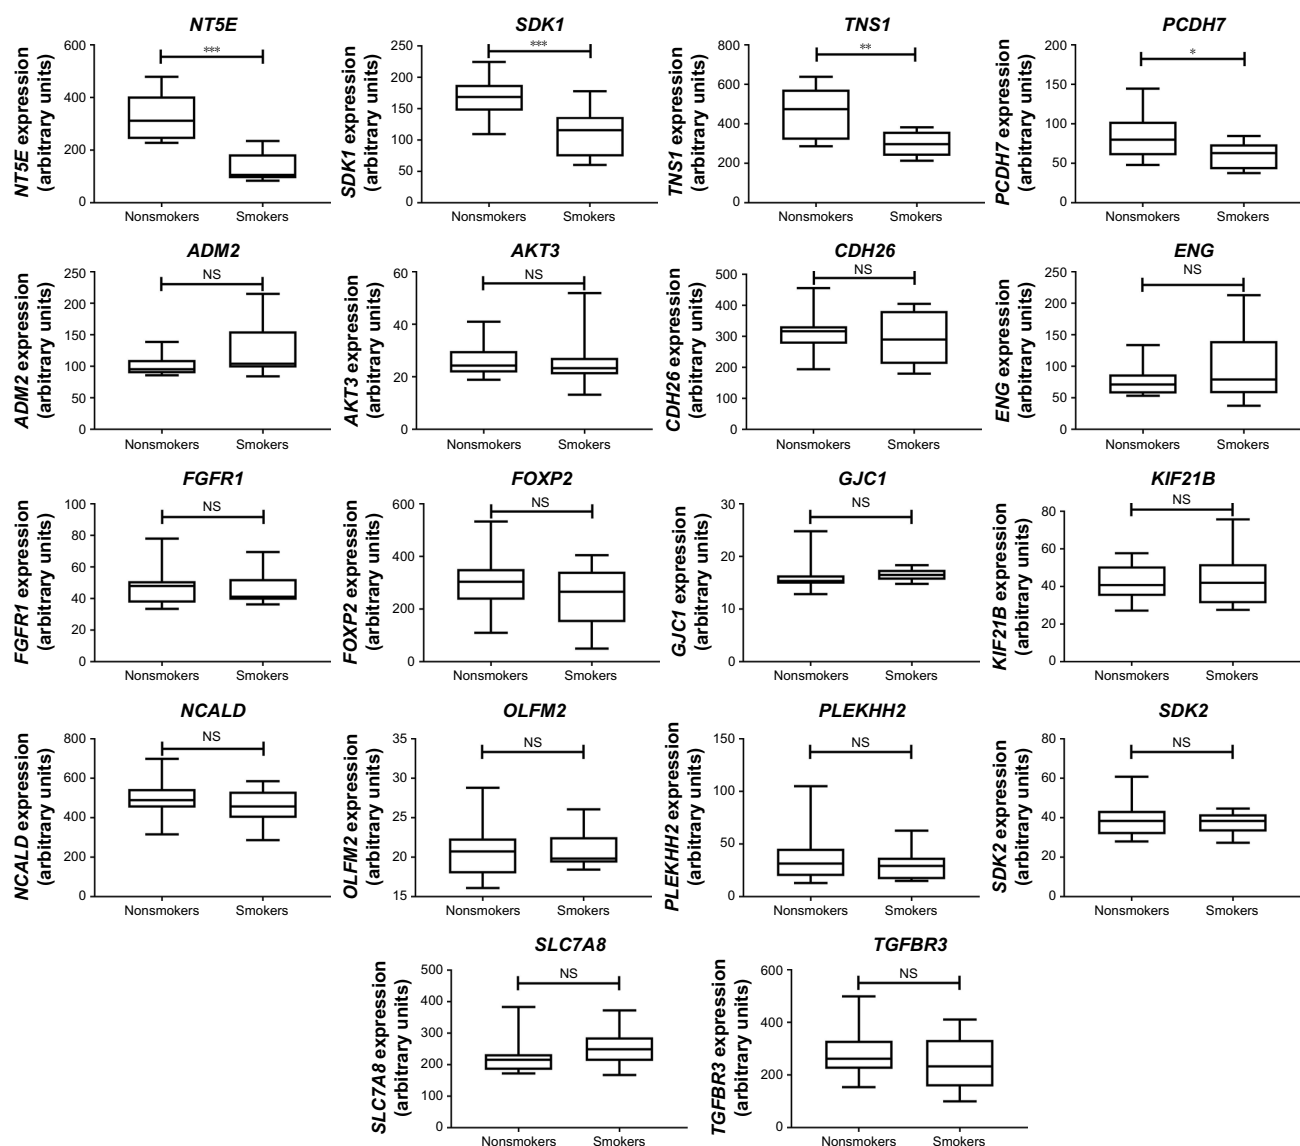 NT5E
NT5E expression
(arbitrary units)
600
400
200
0
***
Nonsmokers Smokers
SDK1
SDK1 expression
(arbitrary units)
250
200
150
100
50
0
***
Nonsmokers Smokers
TNS1
TNS1 expression
(arbitrary units)
800
600
400
200
0
**
Nonsmokers Smokers
PCDH7
PCDH7 expression
(arbitrary units)
200
150
100
50
0
*
Nonsmokers Smokers
ADM2
ADM2 expression
(arbitrary units)
250
200
150
100
50
0
NS
Nonsmokers Smokers
AKT3
AKT3 expression
(arbitrary units)
60
40
20
0
NS
Nonsmokers Smokers
CDH26
CDH26 expression
(arbitrary units)
500
400
300
200
100
0
NS
Nonsmokers Smokers
ENG
ENG expression
(arbitrary units)
250
200
150
100
50
0
NS
Nonsmokers Smokers
FGFR1
FGFR1 expression
(arbitrary units)
100
80
60
40
20
0
NS
Nonsmokers Smokers
FOXP2
FOXP2 expression
(arbitrary units)
600
400
200
0
NS
Nonsmokers Smokers
GJC1
GJC1 expression
(arbitrary units)
30
20
10
0
NS
Nonsmokers Smokers
KIF21B
KIF21B expression
(arbitrary units)
80
60
40
20
0
NS
Nonsmokers Smokers
NCALD
NCALD expression
(arbitrary units)
800
600
400
200
0
NS
Nonsmokers Smokers
OLFM2
OLFM2 expression
(arbitrary units)
35
30
25
20
15
NS
Nonsmokers Smokers
PLEKHH2
PLEKHH2 expression
(arbitrary units)
150
100
50
0
NS
Nonsmokers Smokers
SDK2
SDK2 expression
(arbitrary units)
80
60
40
20
0
NS
Nonsmokers Smokers
SLC7A8
SLC7A8 expression
(arbitrary units)
500
400
300
200
100
0
NS
Nonsmokers Smokers
TGFBR3
TGFBR3 expression
(arbitrary units)
600
400
200
0
NS
Nonsmokers Smokers